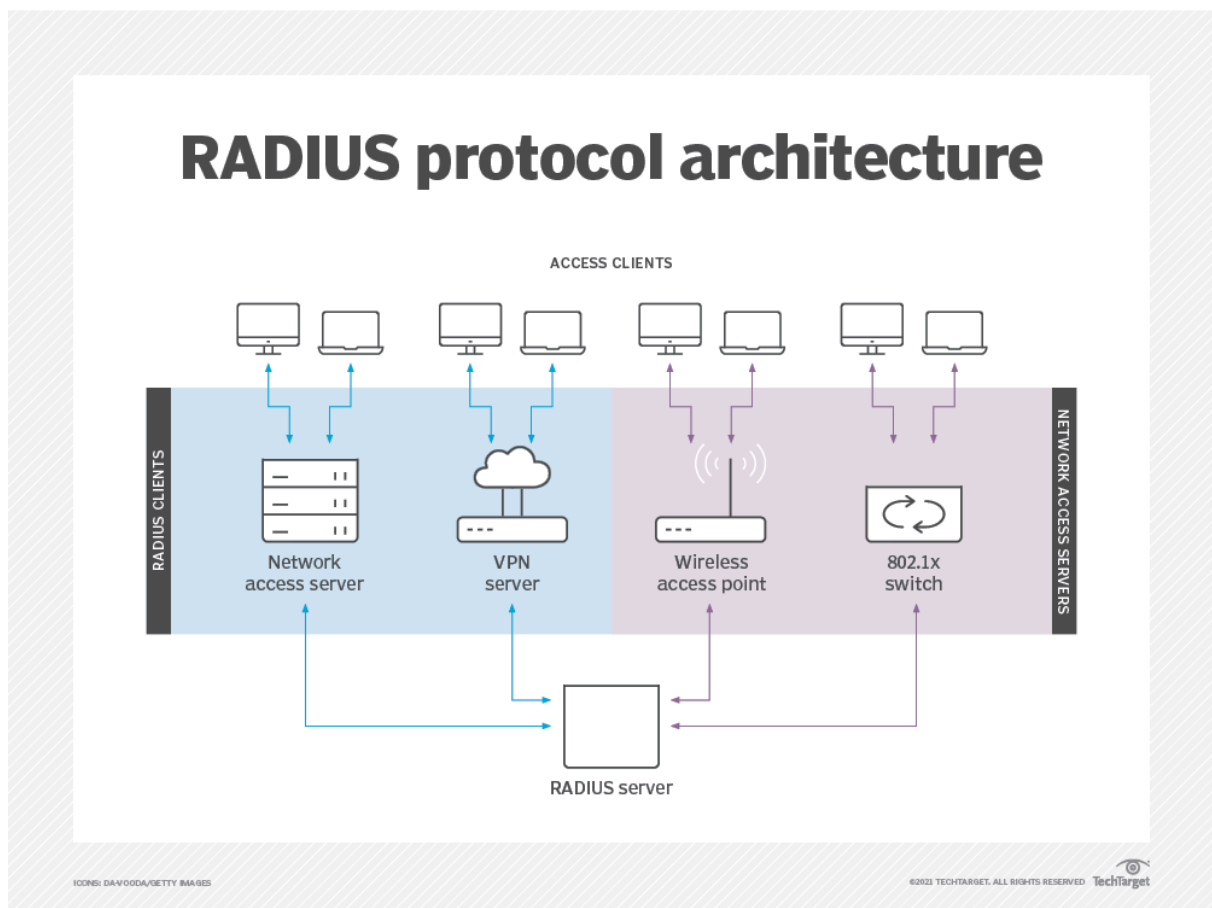 RADIUS protocol architecture
ACCESS CLIENTS
RADIUS CLIENTS
NETWORK ACCESS SERVERS
Network
access server
VPN
server
Wireless
access point
802.1x
switch
RADIUS server
ICONS: DA-VOODA/GETTY IMAGES
©2021 TECHTARGET. ALL RIGHTS RESERVED
TechTarget